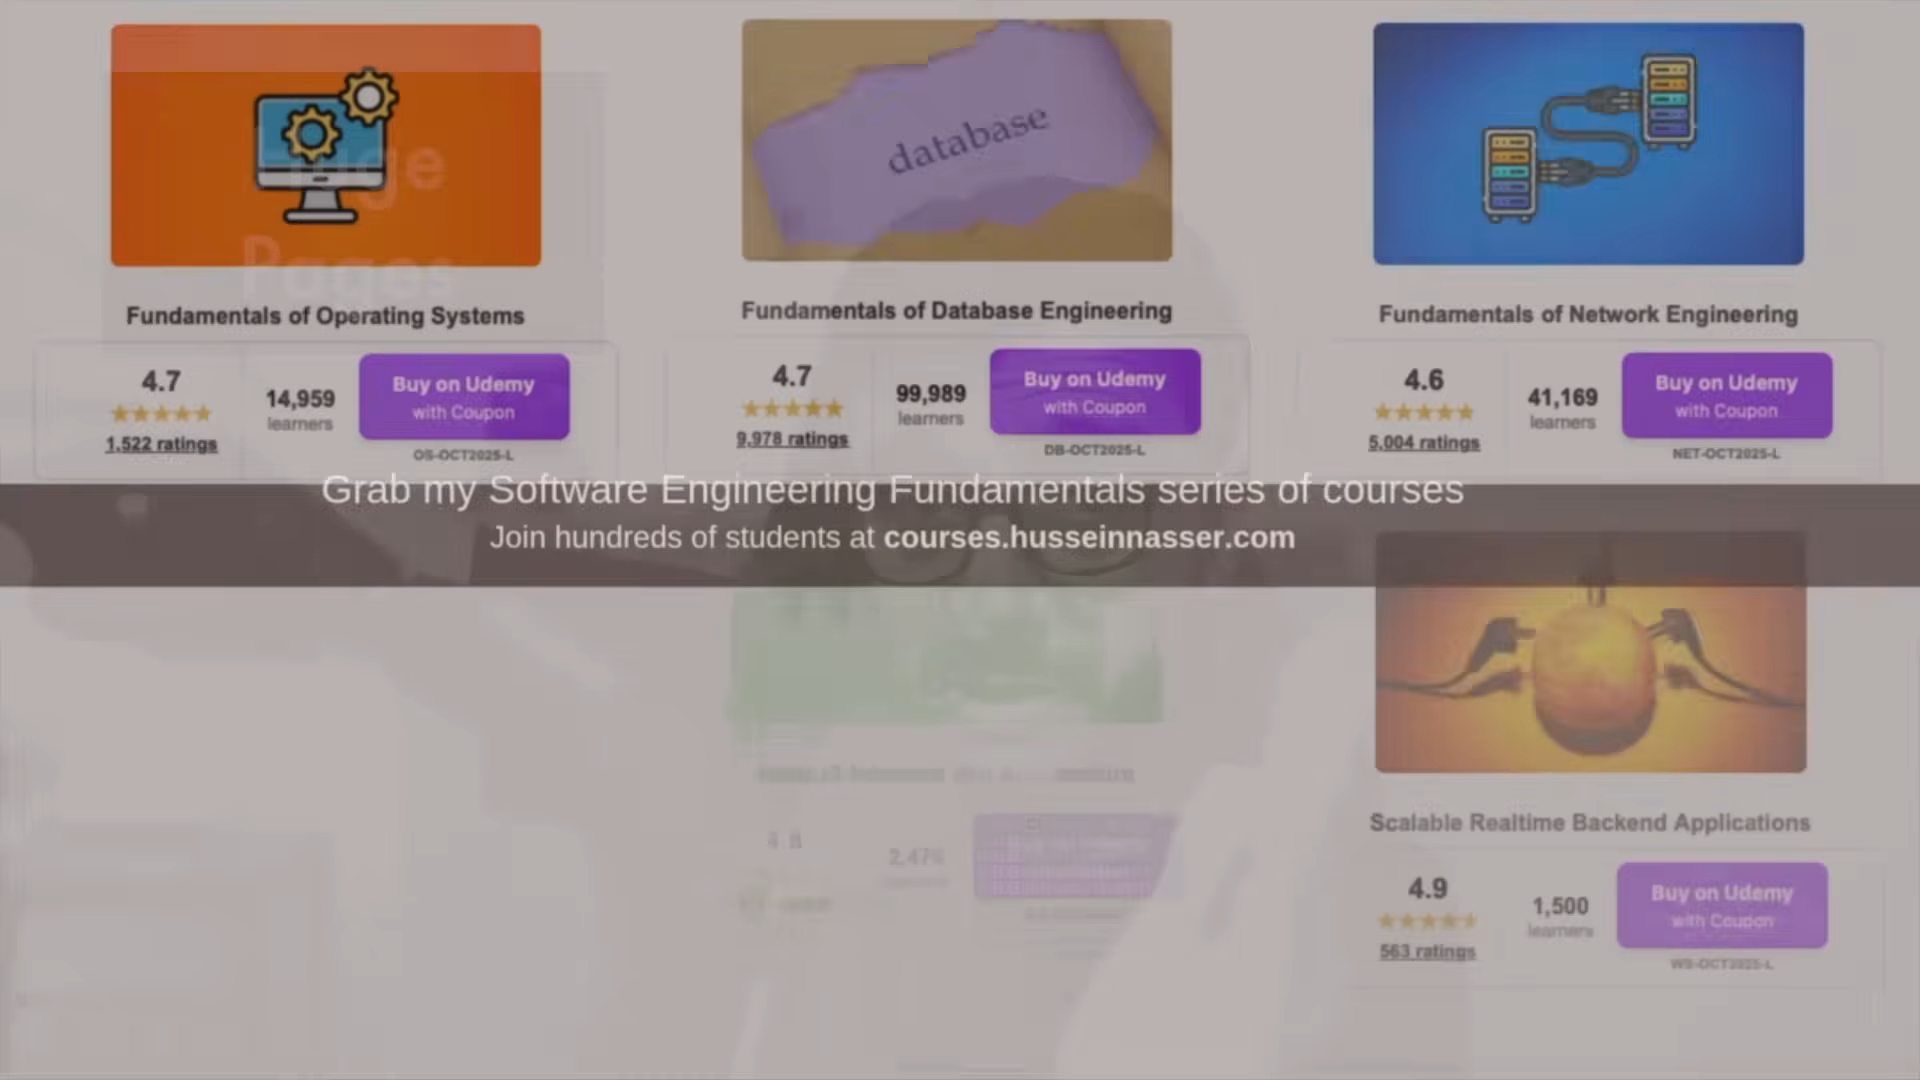 Huge
Pages
database
Fundamentals of Operating Systems
4.7
1,522 ratings
14,959
learners
Buy on Udemy
with Coupon
OS-OCT2025-L
Fundamentals of Database Engineering
4.7
9,978 ratings
99,989
learners
Buy on Udemy
with Coupon
DB-OCT2025-L
Fundamentals of Network Engineering
4.6
5,004 ratings
41,169
learners
Buy on Udemy
with Coupon
NET-OCT2025-L
Grab my Software Engineering Fundamentals series of courses
Join hundreds of students at courses.husseinnasser.com
Scalable Realtime Backend Applications
4.9
563 ratings
1,500
learners
Buy on Udemy
with Coupon
WS-OCT2025-L